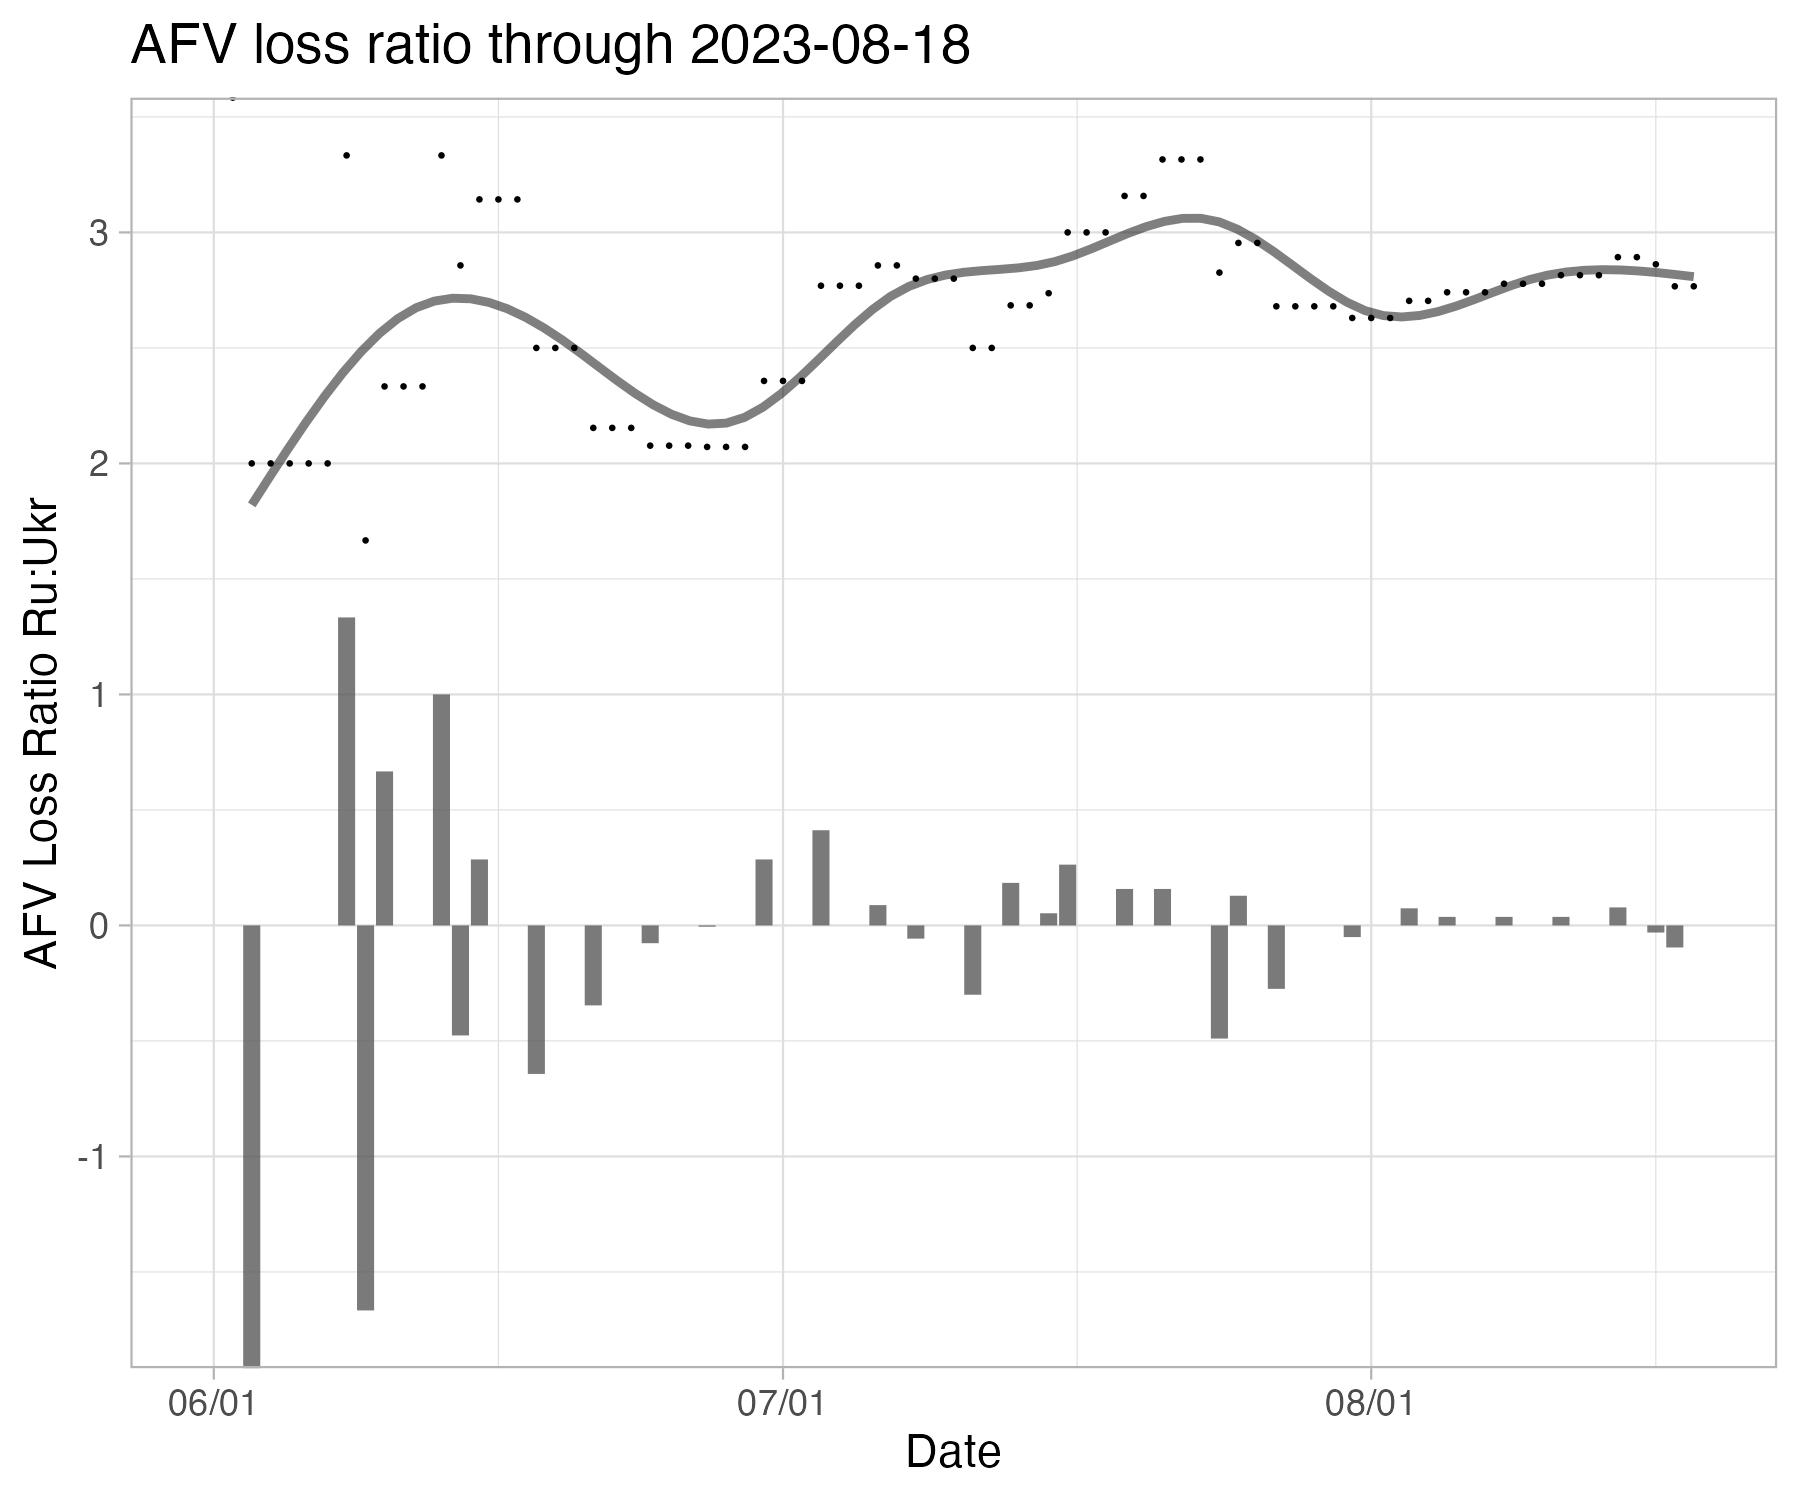 AFV loss ratio through 2023-08-18
AFV Loss Ratio Ru:Ukr
3
2
1
0
-1
06/01
07/01
08/01
Date